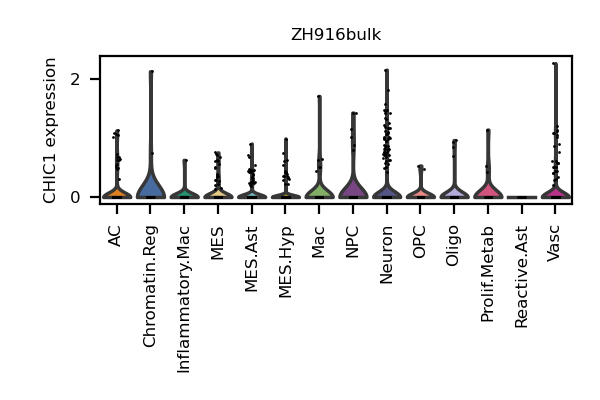 ZH916bulk
CHIC1 expression
2
0
AC
Chromatin.Reg
Inflammatory.Mac
MES
MES.Ast
MES.Hyp
Mac
NPC
Neuron
OPC
Oligo
Prolif.Metab
Reactive.Ast
Vasc